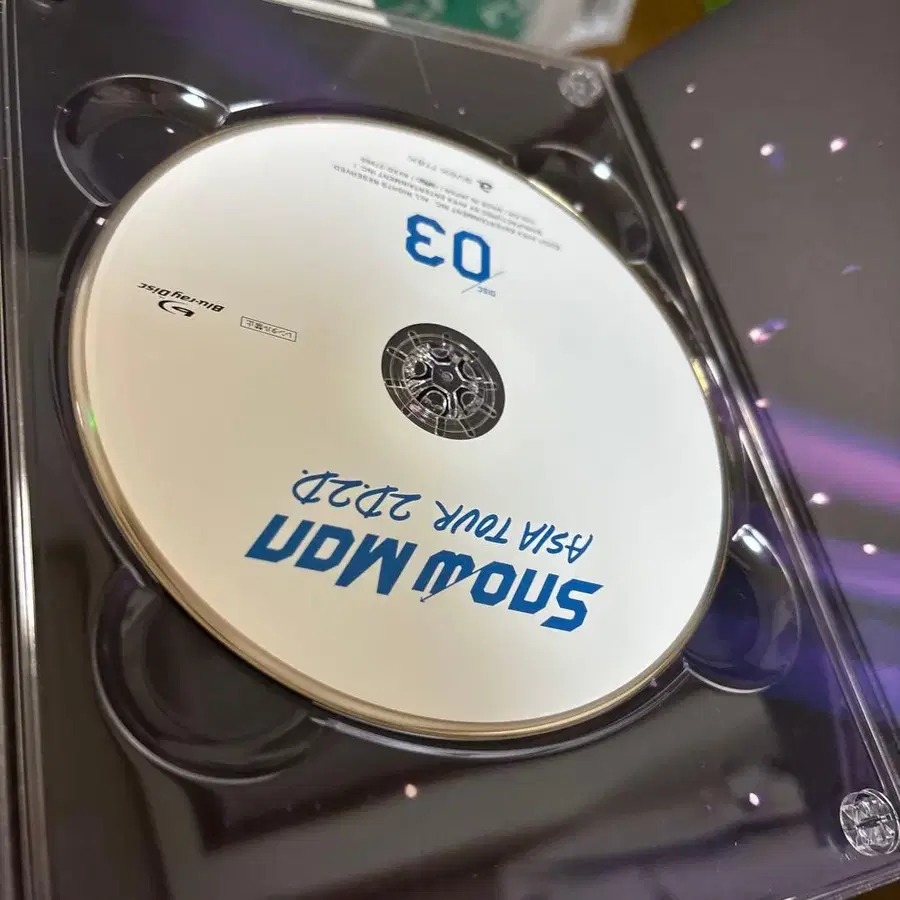 Snow Man
ASIA TOUR 2D.2D.
レンタル禁止
Blu-ray Disc
DISC
03